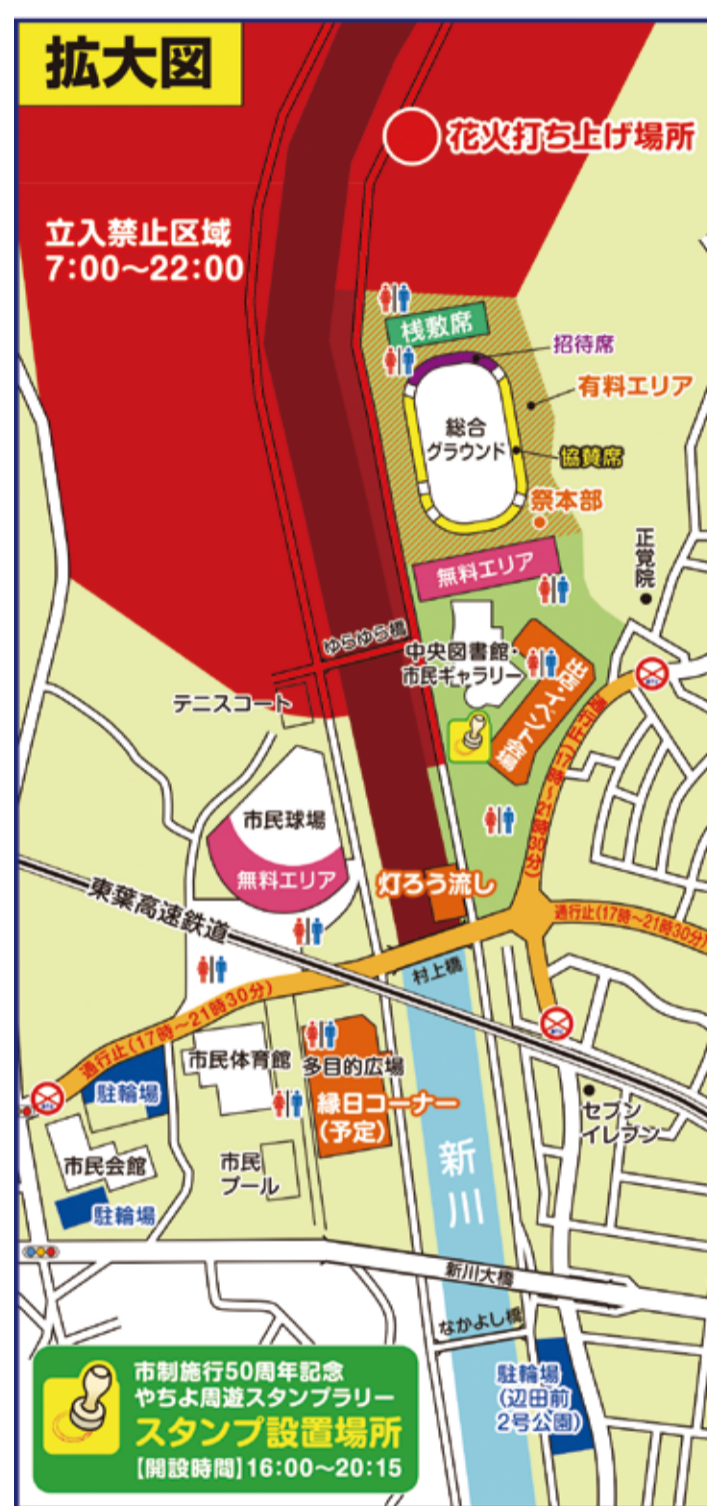 拡大図
花火打ち上げ場所
立入禁止区域
7:00～22:00
桟敷席
招待席
有料エリア
総合
グラウンド
協賛席
祭本部
無料エリア
正覚院
ゆらゆら橋
中央図書館・
市民ギャラリー
出店・イベント会場
テニスコート
通行止(17時～21時30分)
市民球場
無料エリア
灯ろう流し
東葉高速鉄道
通行止(17時～21時30分)
村上橋
通行止(17時～21時30分)
市民体育館
多目的広場
駐輪場
縁日コーナー
(予定)
セブン
イレブン
市民会館
市民
プール
新川
駐輪場
新川大橋
なかよし橋
市制施行50周年記念
やちよ周遊スタンプラリー
スタンプ設置場所
【開設時間】16:00～20:15
駐輪場
(辺田前
2号公園)